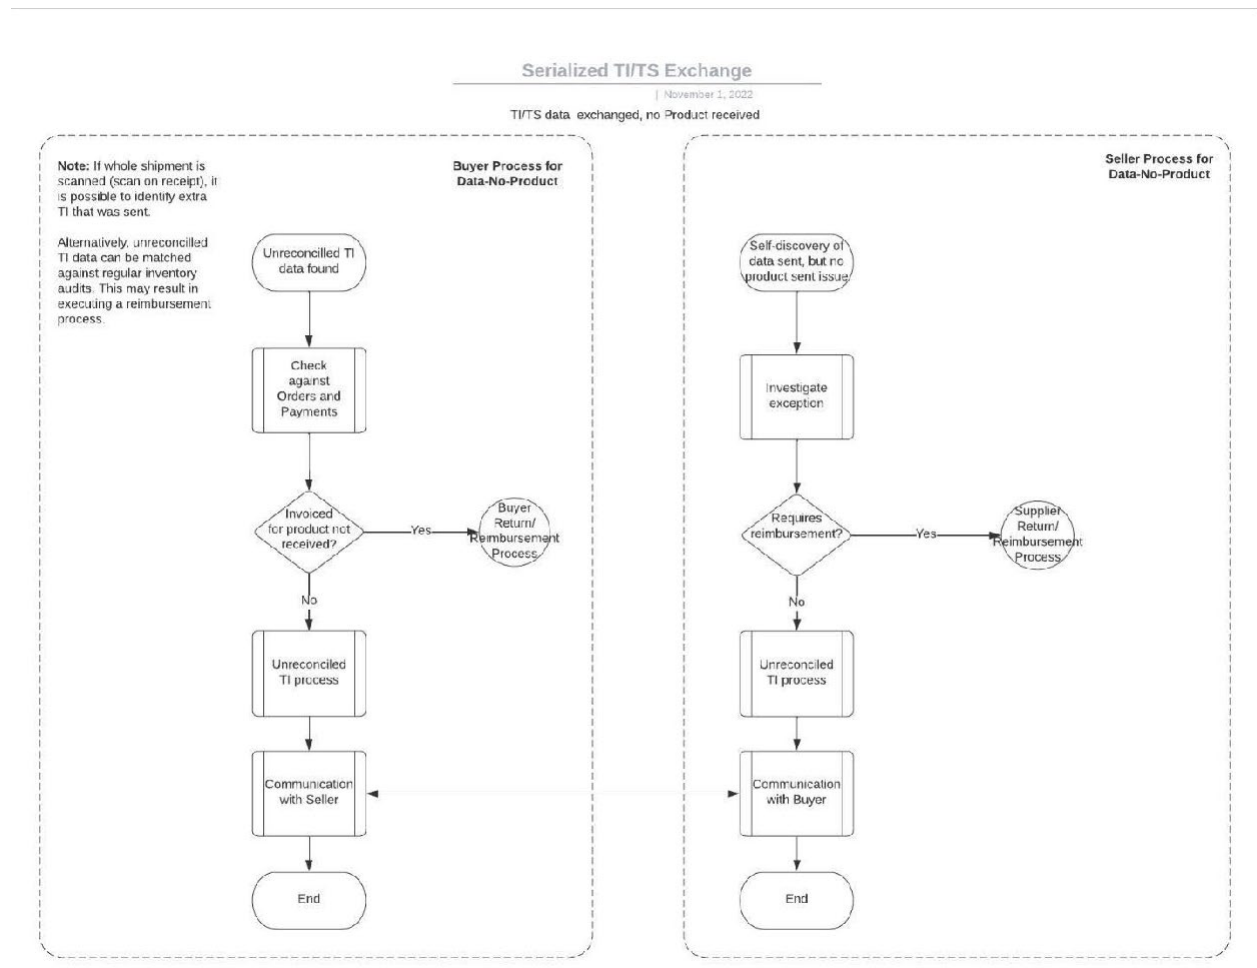 Serialized TI/TS Exchange
| November 1, 2022
TI/TS data exchanged, no Product received
Note: If whole shipment is
scanned (scan on receipt), it
is possible to identify extra
TI that was sent.
Alternatively, unreconcilled
TI data can be matched
against regular inventory
audits. This may result in
executing a reimbursement
process.
Buyer Process for
Data-No-Product
Unreconcilled TI
data found
Check
against
Orders and
Payments
Invoiced
for product not
received?
Yes
Buyer
Return/
Reimbursement
Process
No
Unreconciled
TI process
Communication
with Seller
End
Seller Process for
Data-No-Product
Self-discovery of
data sent, but no
product sent issue
Investigate
exception
Requires
reimbursement?
Yes
Supplier
Return/
Reimbursement
Process
No
Unreconciled
TI process
Communication
with Buyer
End